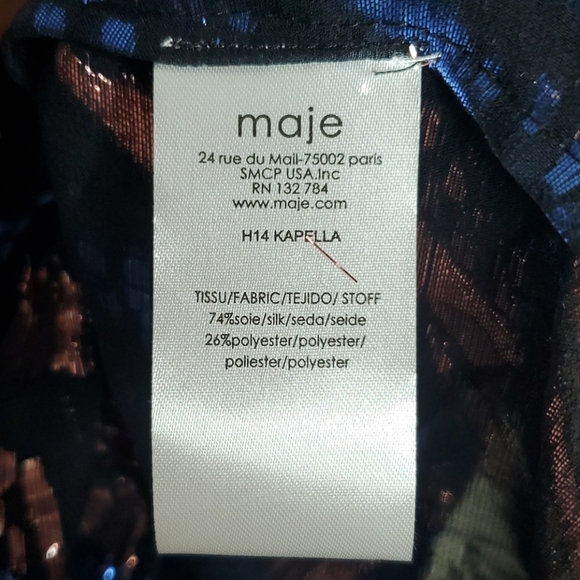 maje
24 rue du Mail-75002 paris
SMCP USA.Inc
RN 132 784
www.maje.com
H14 KAPELLA
TISSU/FABRIC/TEJIDO/ STOFF
74%soie/silk/seda/seide
26%polyester/polyester/
poliester/polyester